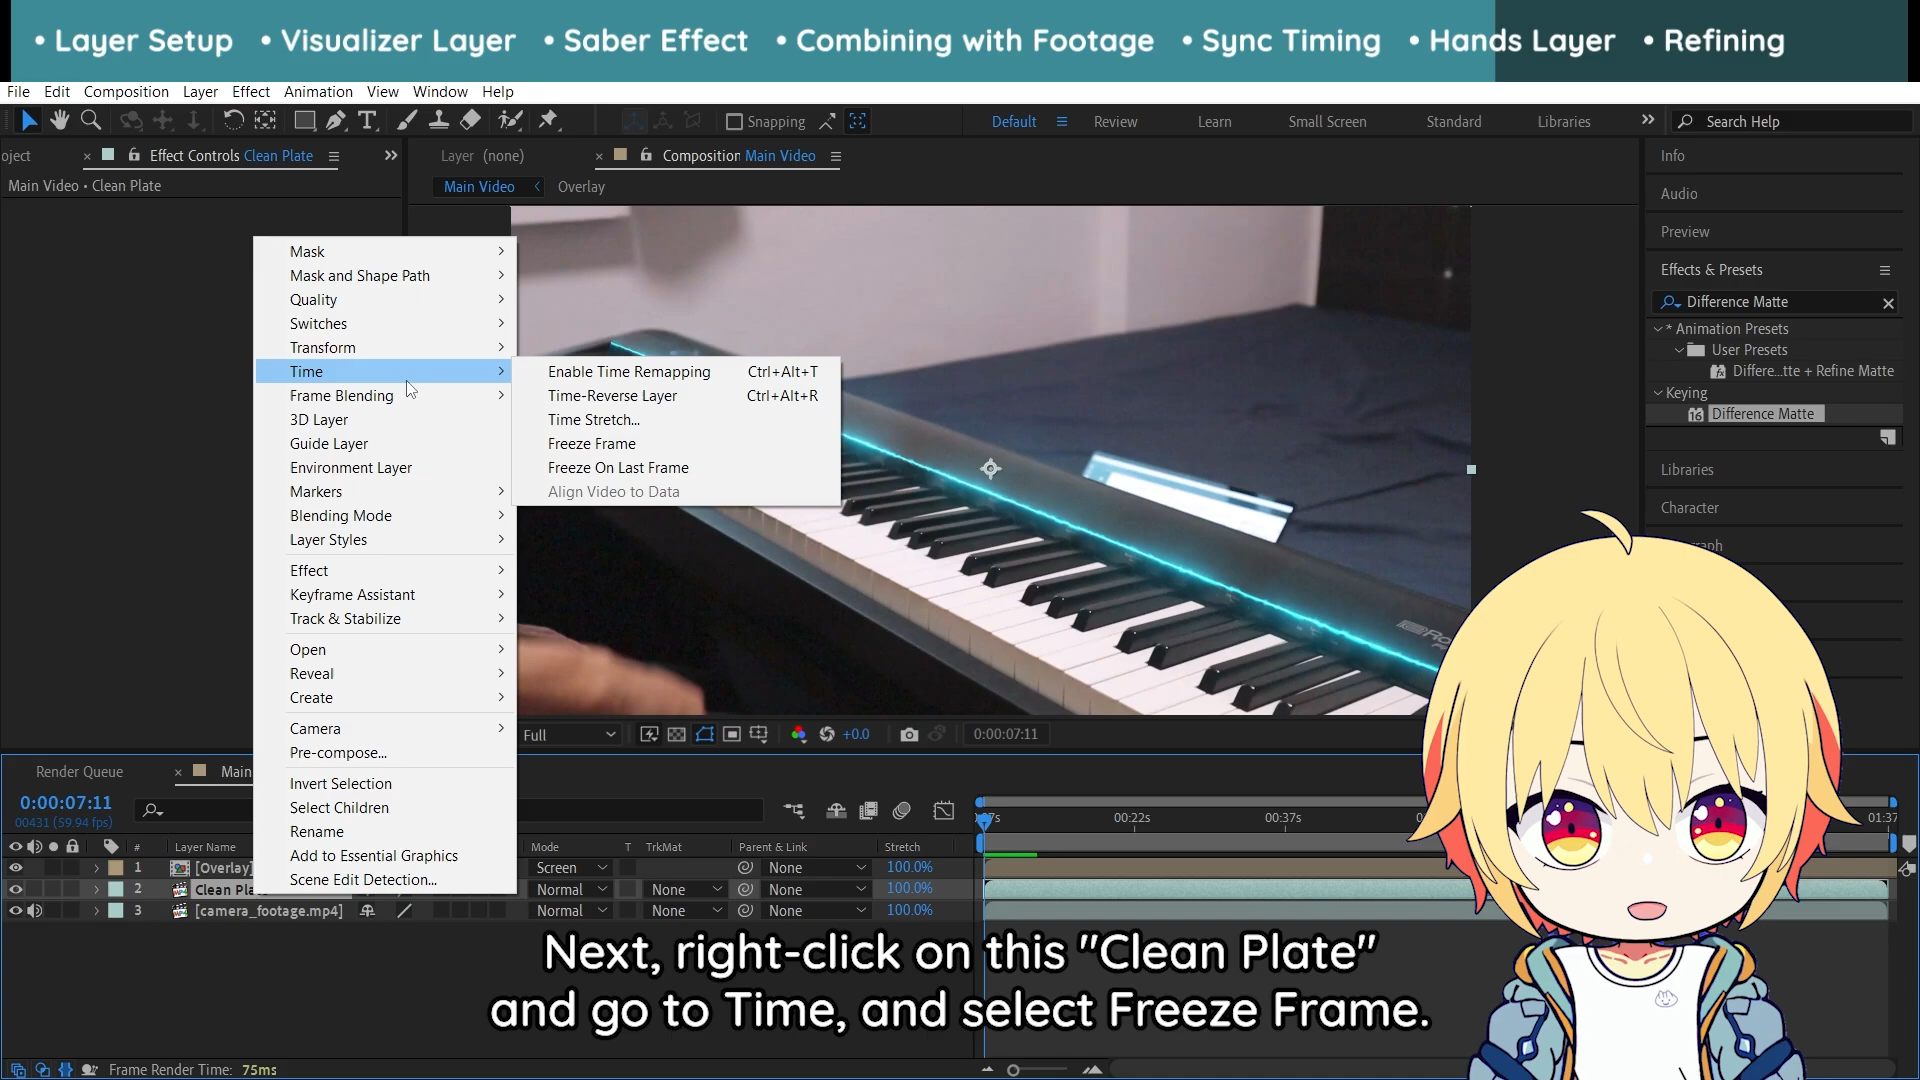 • Layer Setup • Visualizer Layer • Saber Effect • Combining with Footage • Sync Timing • Hands Layer • Refining
File Edit Composition Layer Effect Animation View Window Help
Snapping Default Review Learn Small Screen Standard Libraries Search Help
oject × Effect Controls Clean Plate Layer (none) × Composition Main Video Info
Main Video • Clean Plate Main Video Overlay
Audio
Preview
Effects & Presets
Difference Matte
* Animation Presets
User Presets
Differe...tte + Refine Matte
Keying
Difference Matte
Libraries
Character
Mask
Mask and Shape Path
Quality
Switches
Transform
Time
Frame Blending
3D Layer
Guide Layer
Environment Layer
Markers
Blending Mode
Layer Styles
Effect
Keyframe Assistant
Track & Stabilize
Open
Reveal
Create
Camera
Pre-compose...
Invert Selection
Select Children
Rename
Add to Essential Graphics
Scene Edit Detection...
Enable Time Remapping Ctrl+Alt+T
Time-Reverse Layer Ctrl+Alt+R
Time Stretch...
Freeze Frame
Freeze On Last Frame
Align Video to Data
Full +0.0 0:00:07:11
Render Queue × Main
0:00:07:11
00431 (59.94 fps)
00:22s 00:37s 01:37
# Layer Name Mode T TrkMat Parent & Link Stretch
1 [Overlay] Screen None 100.0%
2 Clean Pla Normal None None 100.0%
3 [camera_footage.mp4] Normal None None 100.0%
Next, right-click on this "Clean Plate"
and go to Time, and select Freeze Frame.
Frame Render Time: 75ms